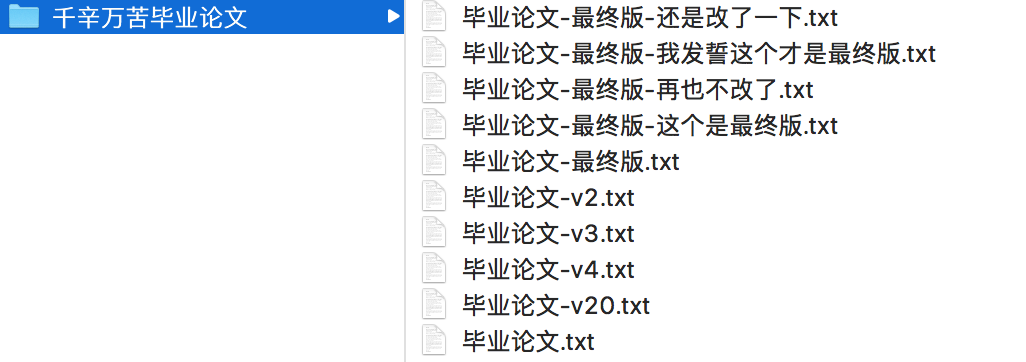 千辛万苦毕业论文
毕业论文-最终版-还是改了一下.txt
毕业论文-最终版-我发誓这个才是最终版.txt
毕业论文-最终版-再也不改了.txt
毕业论文-最终版-这个是最终版.txt
毕业论文-最终版.txt
毕业论文-v2.txt
毕业论文-v3.txt
毕业论文-v4.txt
毕业论文-v20.txt
毕业论文.txt